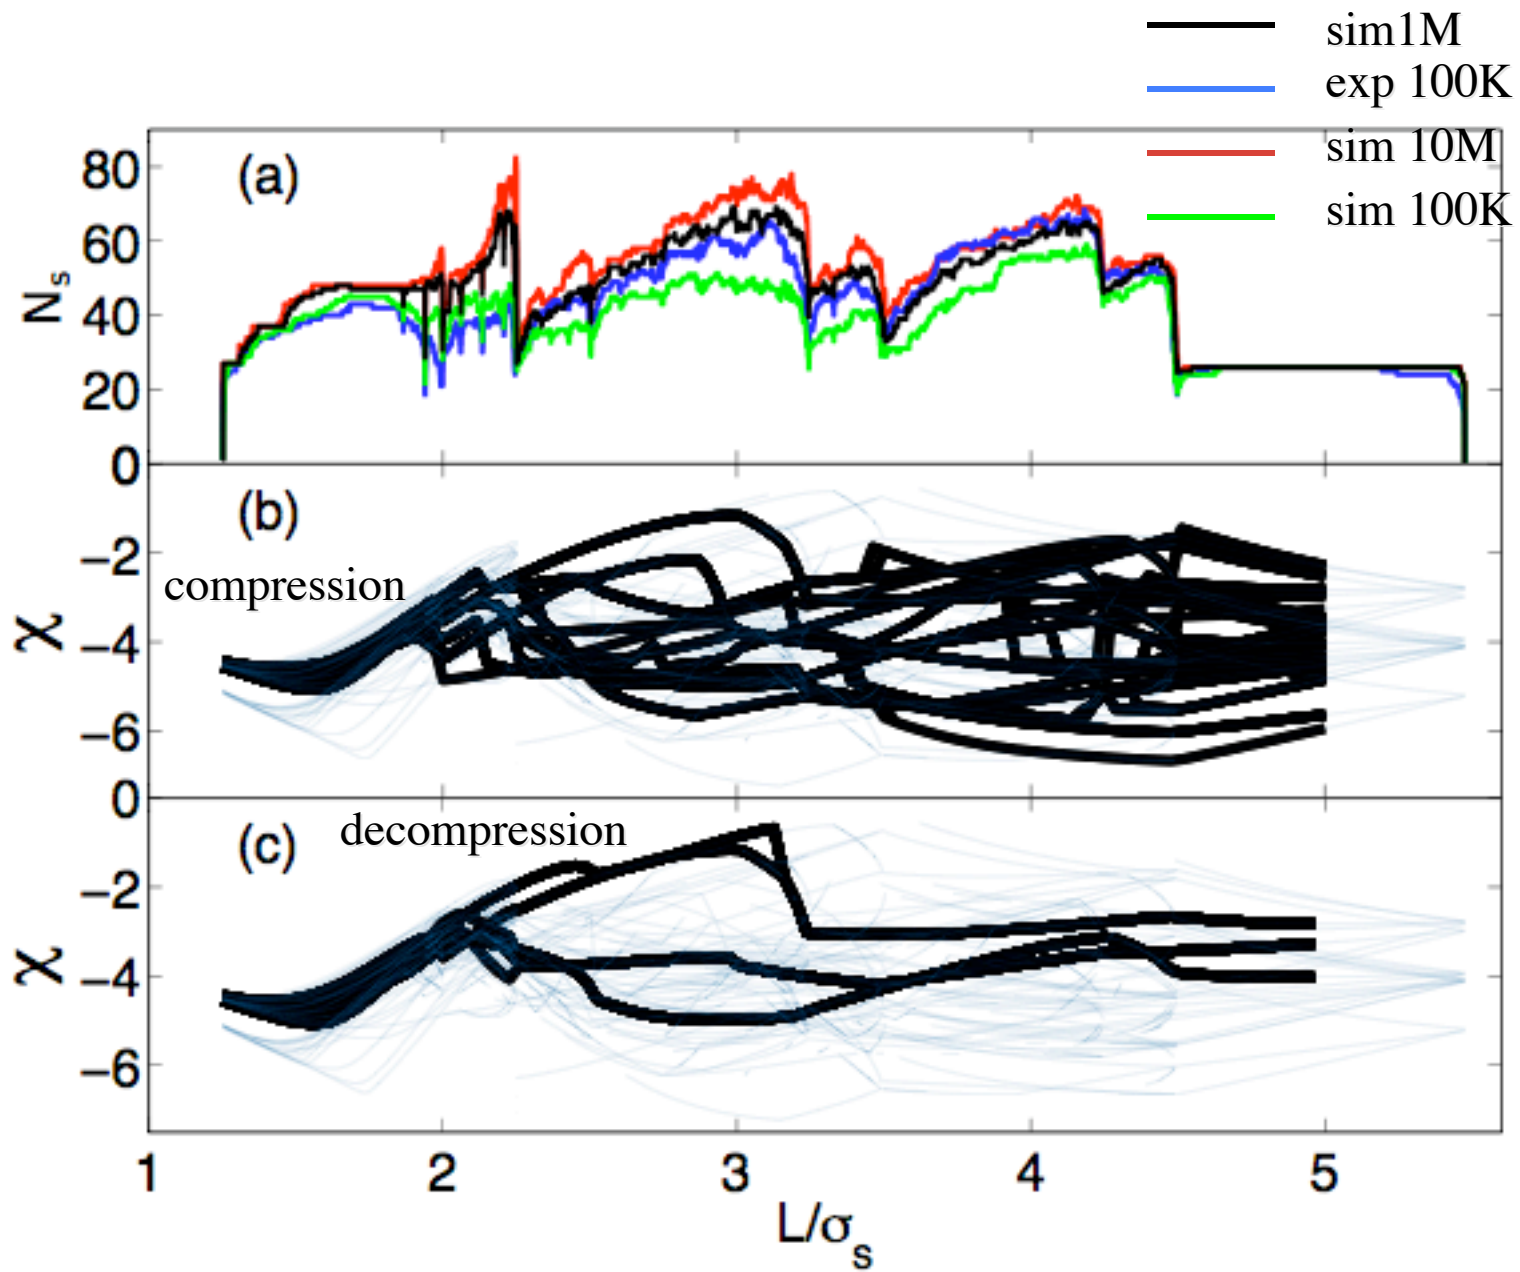 sim1M
exp 100K
sim 10M
sim 100K
(a)
80
60
40
20
0
Ns
(b)
compression
−2
−4
−6
χ
0
(c)
decompression
−2
−4
−6
χ
1 2 3 4 5
L/σs